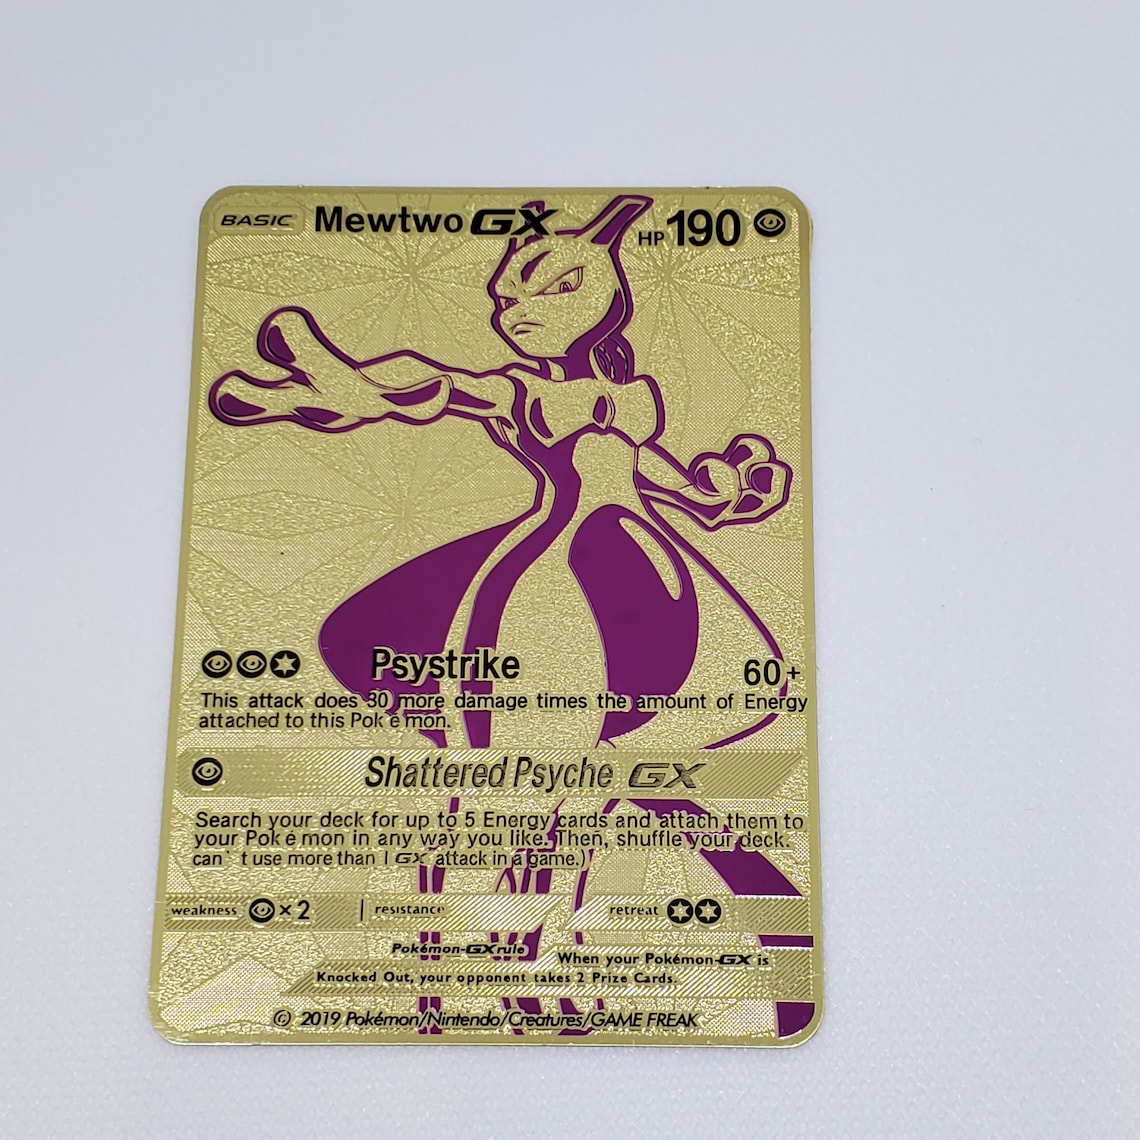 BASIC Mewtwo GX HP 190
Psystrike 60+
This attack does 30 more damage times the amount of Energy
attached to this Pok é mon.
Shattered Psyche GX
Search your deck for up to 5 Energy cards and attach them to
your Pok é mon in any way you like. Then, shuffle your deck.
can' t use more than 1 GX attack in a game.)
weakness ×2 resistance retreat
Pokémon-GX rule When your Pokémon-GX is
Knocked Out, your opponent takes 2 Prize Cards.
© 2019 Pokémon/Nintendo/Creatures/GAME FREAK